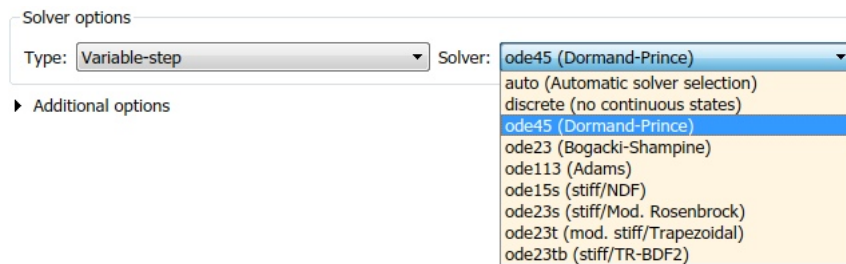 Solver options
Type: Variable-step Solver: ode45 (Dormand-Prince)
auto (Automatic solver selection)
Additional options
discrete (no continuous states)
ode45 (Dormand-Prince)
ode23 (Bogacki-Shampine)
ode113 (Adams)
ode15s (stiff/NDF)
ode23s (stiff/Mod. Rosenbrock)
ode23t (mod. stiff/Trapezoidal)
ode23tb (stiff/TR-BDF2)